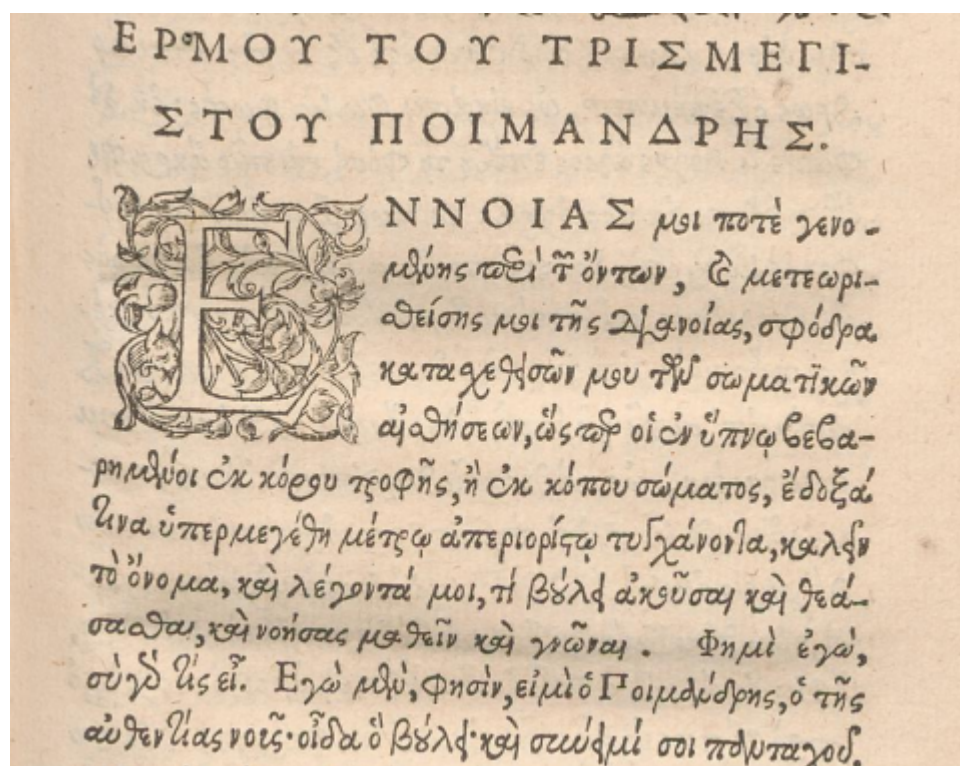 ΕΡΜΟΥ ΤΟΥ ΤΡΙΣΜΕΓΙ-
ΣΤΟΥ ΠΟΙΜΑΝΔΡΗΣ.
ΕΝΝΟΙΑΣ μοι ποτὲ γενο-
μένης περὶ τῶν ὄντων, καὶ μετεωρι-
σθείσης μοι τῆς διανοίας, σφόδρα
καταχεθησῶν μου τῶν σωματικῶν
αἰσθήσεων, ὥσπερ οἱ ἐν ὕπνῳ βεβα-
ρημένοι ἐκ κόρου τροφῆς, ἢ ἐκ κόπου σώματος, ἔδοξά
τινα ὑπερμεγέθη μέτρῳ ἀπεριορίστῳ τυγχάνοντα, καλεῖν
τὸ ὄνομα, καὶ λέγοντά μοι, τί βούλει ἀκοῦσαι καὶ θεά-
σασθαι, καὶ νοήσας μαθεῖν καὶ γνῶναι. Φημὶ ἐγὼ,
σὺ γὰρ τίς εἶ. Εγὼ μὲν, φησὶν, εἰμὶ ὁ Ποιμάνδρης, ὁ τῆς
αὐθεντίας νοῦς· οἶδα ὃ βούλει· καὶ σύνειμί σοι πανταχοῦ.